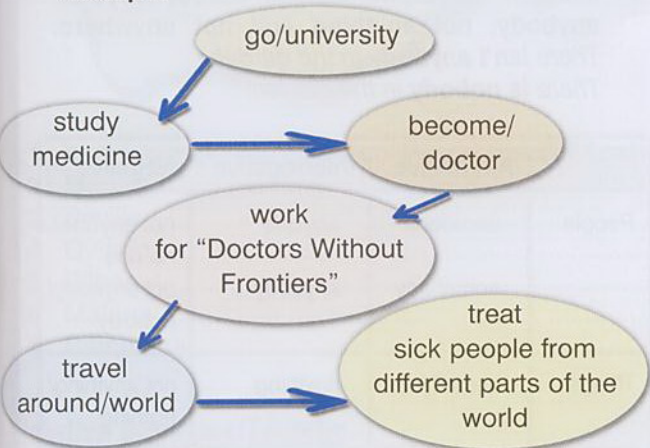 go/university
study
medicine
become/
doctor
work
for “Doctors Without
Frontiers”
travel
around/world
treat
sick people from
different parts of the
world